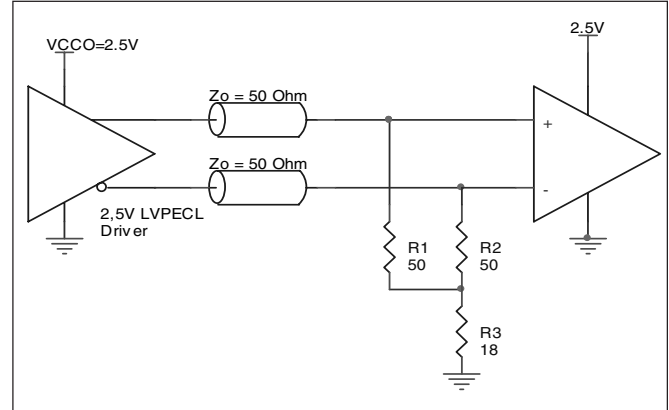 VCCO=2.5V
2.5V
Zo = 50 Ohm
+
Zo = 50 Ohm
-
2,5V LVPECL
Driver
R1
50
R2
50
R3
18